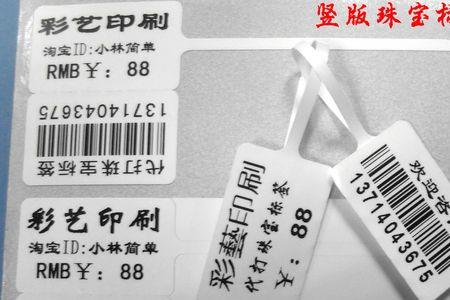 竖版珠宝标
彩艺印刷
淘宝ID:小林简单
RMB¥:88
13714043675
代打珠宝标签
彩艺印刷
淘宝ID:小林简单
RMB¥:88
彩藝印刷
代打珠宝标签
¥:88
欢迎咨
13714043675